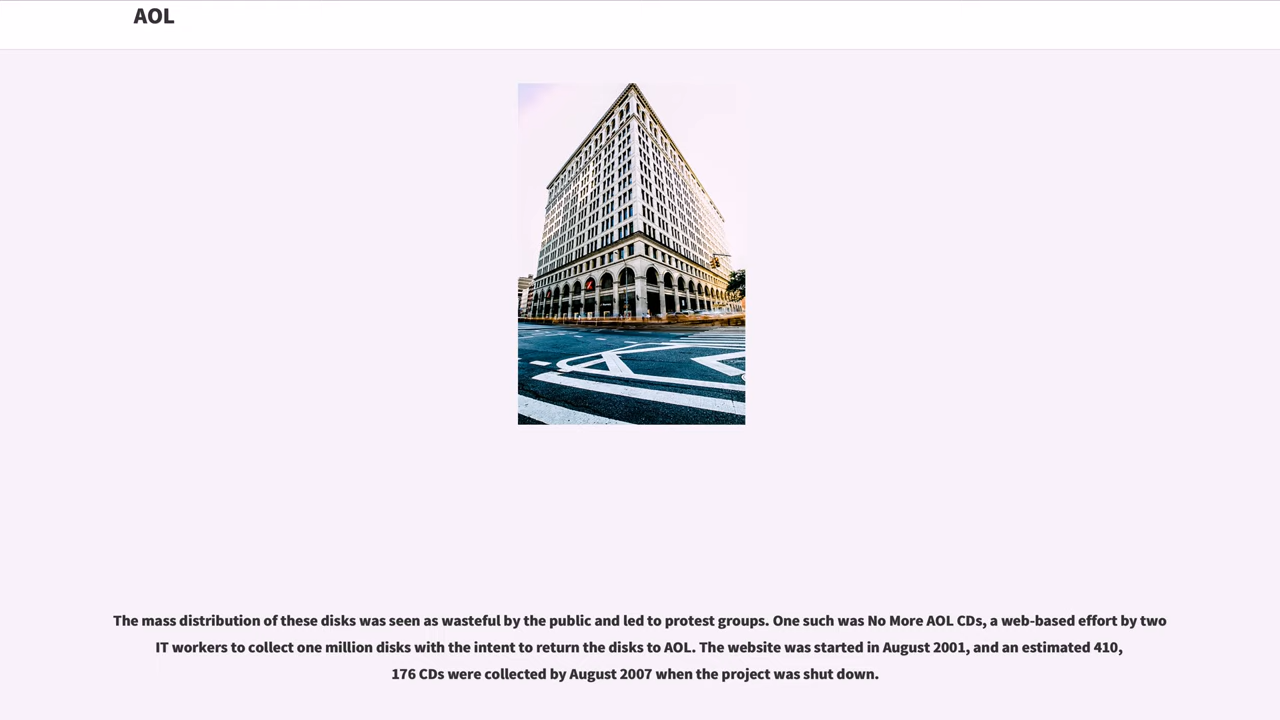 AOL
The mass distribution of these disks was seen as wasteful by the public and led to protest groups. One such was No More AOL CDs, a web-based effort by two
IT workers to collect one million disks with the intent to return the disks to AOL. The website was started in August 2001, and an estimated 410,
176 CDs were collected by August 2007 when the project was shut down.